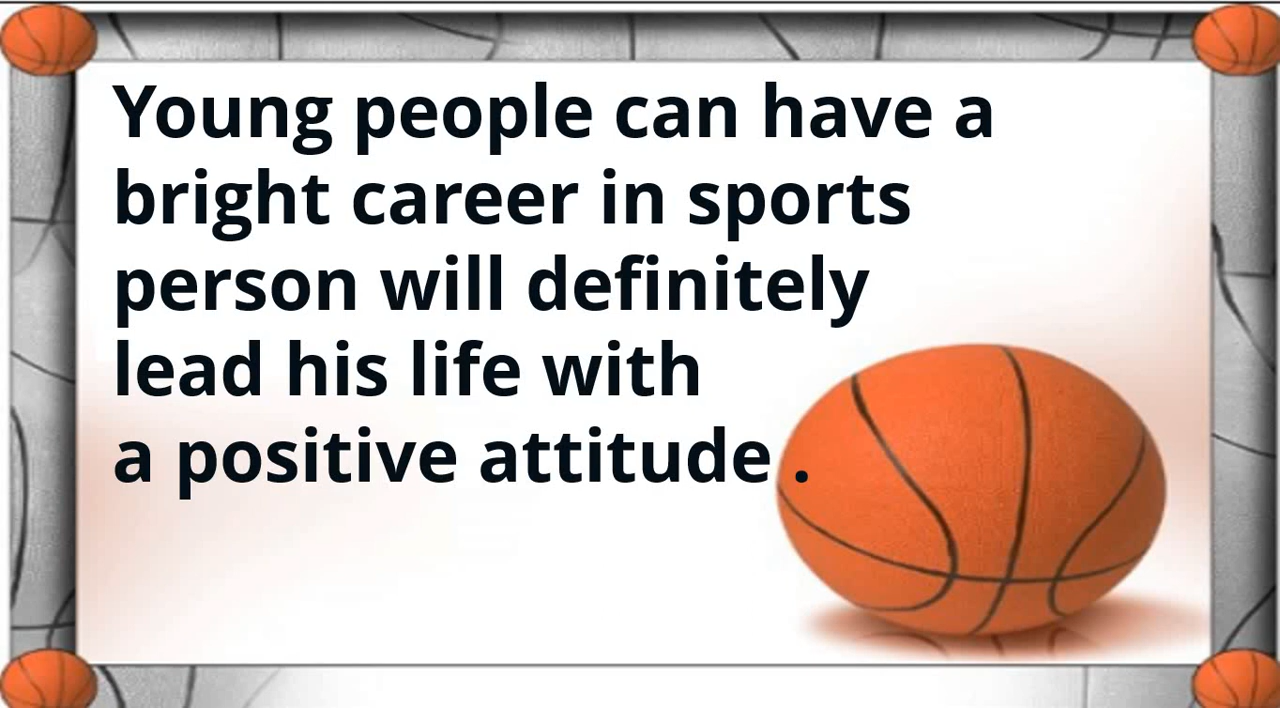 Young people can have a
bright career in sports
person will definitely
lead his life with
a positive attitude .